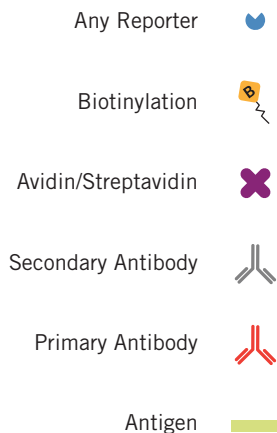 Any Reporter
Biotinylation
B
Avidin/Streptavidin
Secondary Antibody
Primary Antibody
Antigen